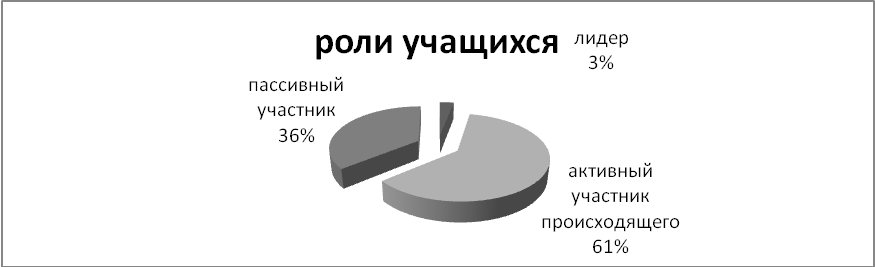 роли учащихся
лидер
3%
пассивный
участник
36%
активный
участник
происходящего
61%